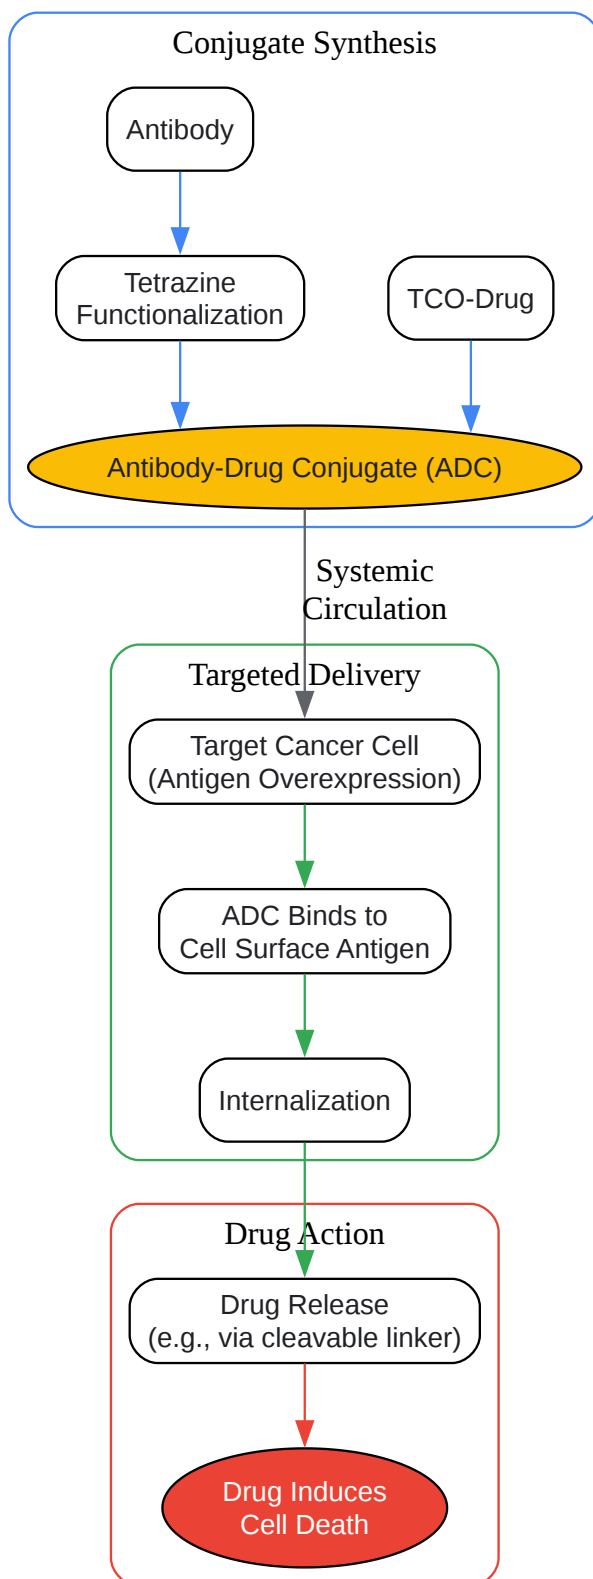 Conjugate Synthesis
Antibody
Tetrazine
Functionalization
TCO-Drug
Antibody-Drug Conjugate (ADC)
Systemic
Circulation
Targeted Delivery
Target Cancer Cell
(Antigen Overexpression)
ADC Binds to
Cell Surface Antigen
Internalization
Drug Action
Drug Release
(e.g., via cleavable linker)
Drug Induces
Cell Death